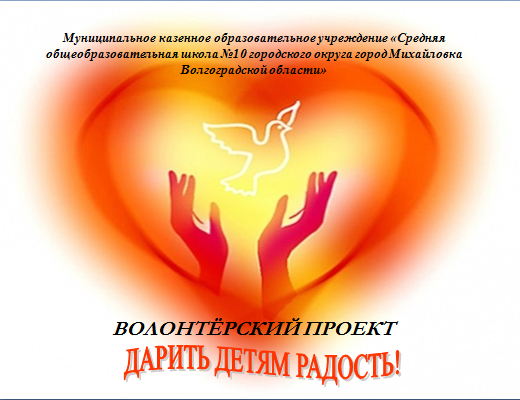 Муниципальное казенное образовательное учреждение «Средняя
общеобразовательная школа №10 городского округа город Михайловка
Волгоградской области»
ВОЛОНТЁРСКИЙ ПРОЕКТ
ДАРИТЬ ДЕТЯМ РАДОСТЬ!